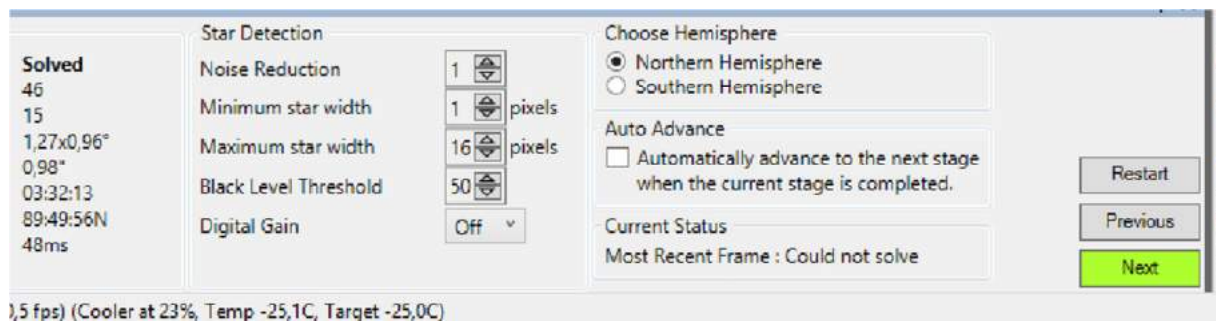 Solved
46
15
1,27x0,96°
0,98"
03:32:13
89:49:56N
48ms
Star Detection
Noise Reduction 1
Minimum star width 1 pixels
Maximum star width 16 pixels
Black Level Threshold 50
Digital Gain Off
Choose Hemisphere
Northern Hemisphere
Southern Hemisphere
Auto Advance
Automatically advance to the next stage
when the current stage is completed.
Current Status
Most Recent Frame : Could not solve
Restart
Previous
Next
,5 fps) (Cooler at 23%, Temp -25,1C, Target -25,0C)